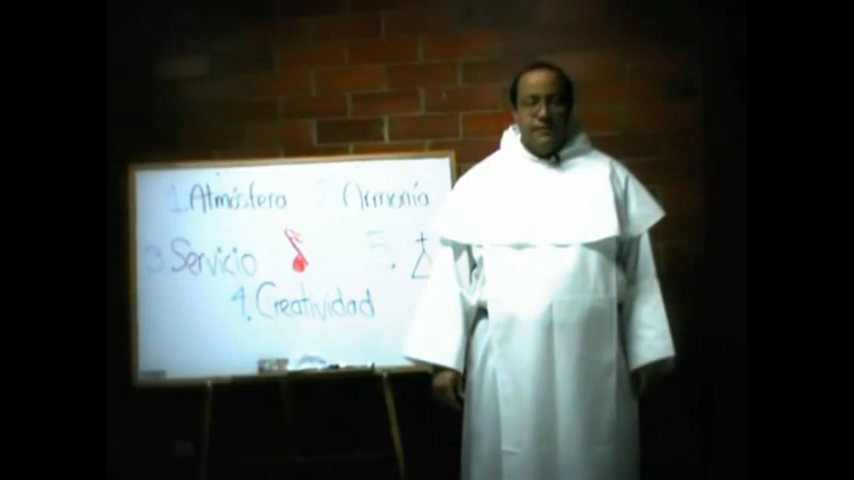 1. Atmósfera 2. Armonía
3. Servicio 5.
4. Creatividad